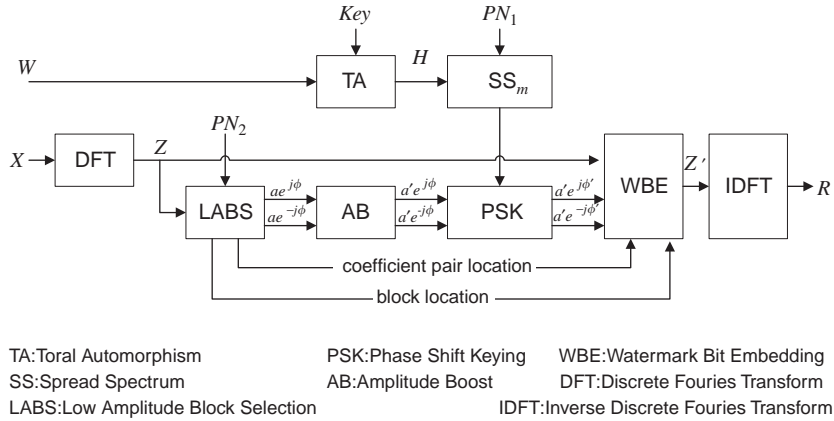 Key
PN₁
W
TA
H
SSₘ
PN₂
X
DFT
Z
LABS
ae^{jϕ}
ae^{-jϕ}
AB
a′e^{jϕ}
a′e^{-jϕ}
PSK
a′e^{jϕ′}
a′e^{-jϕ′}
WBE
Z′
IDFT
R
coefficient pair location
block location
TA:Toral Automorphism PSK:Phase Shift Keying WBE:Watermark Bit Embedding
SS:Spread Spectrum AB:Amplitude Boost DFT:Discrete Fouries Transform
LABS:Low Amplitude Block Selection IDFT:Inverse Discrete Fouries Transform